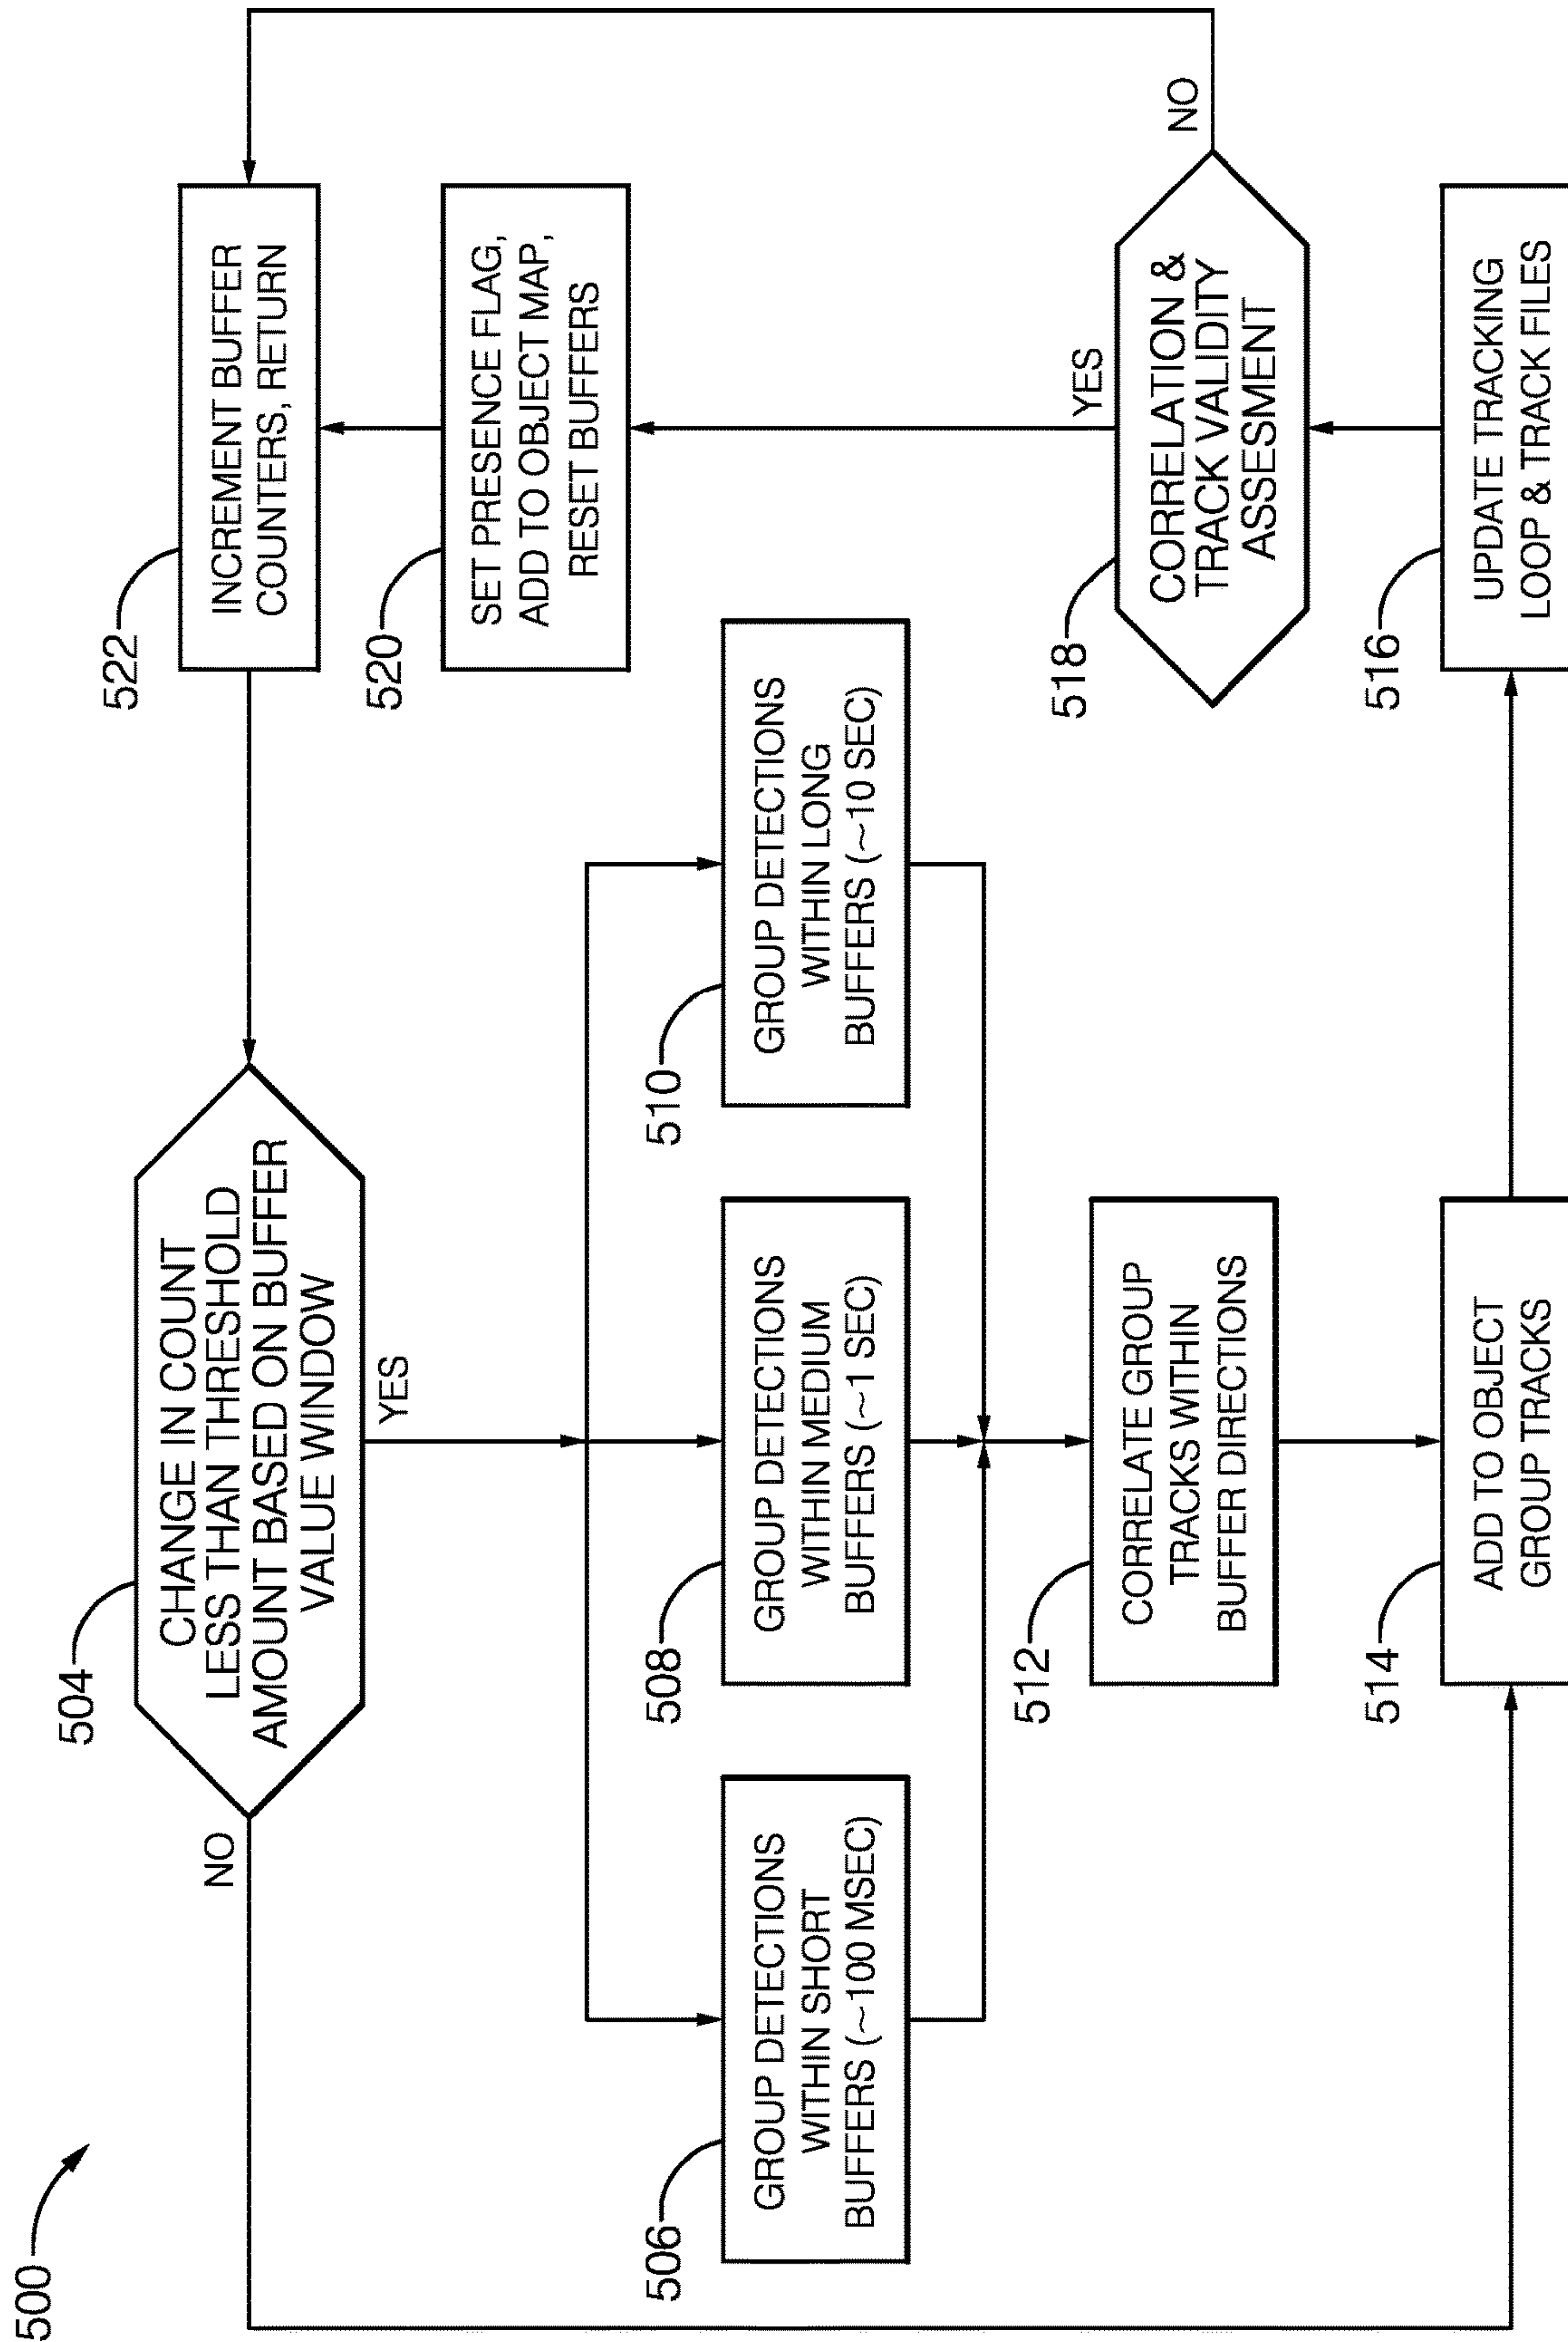 500
504
CHANGE IN COUNT
LESS THAN THRESHOLD
AMOUNT BASED ON BUFFER
VALUE WINDOW
NO
YES
506
GROUP DETECTIONS
WITHIN SHORT
BUFFERS (~100 MSEC)
508
GROUP DETECTIONS
WITHIN MEDIUM
BUFFERS (~1 SEC)
510
GROUP DETECTIONS
WITHIN LONG
BUFFERS (~10 SEC)
512
CORRELATE GROUP
TRACKS WITHIN
BUFFER DIRECTIONS
514
ADD TO OBJECT
GROUP TRACKS
516
UPDATE TRACKING
LOOP & TRACK FILES
518
CORRELATION &
TRACK VALIDITY
ASSESSMENT
YES
NO
520
SET PRESENCE FLAG,
ADD TO OBJECT MAP,
RESET BUFFERS
522
INCREMENT BUFFER
COUNTERS, RETURN